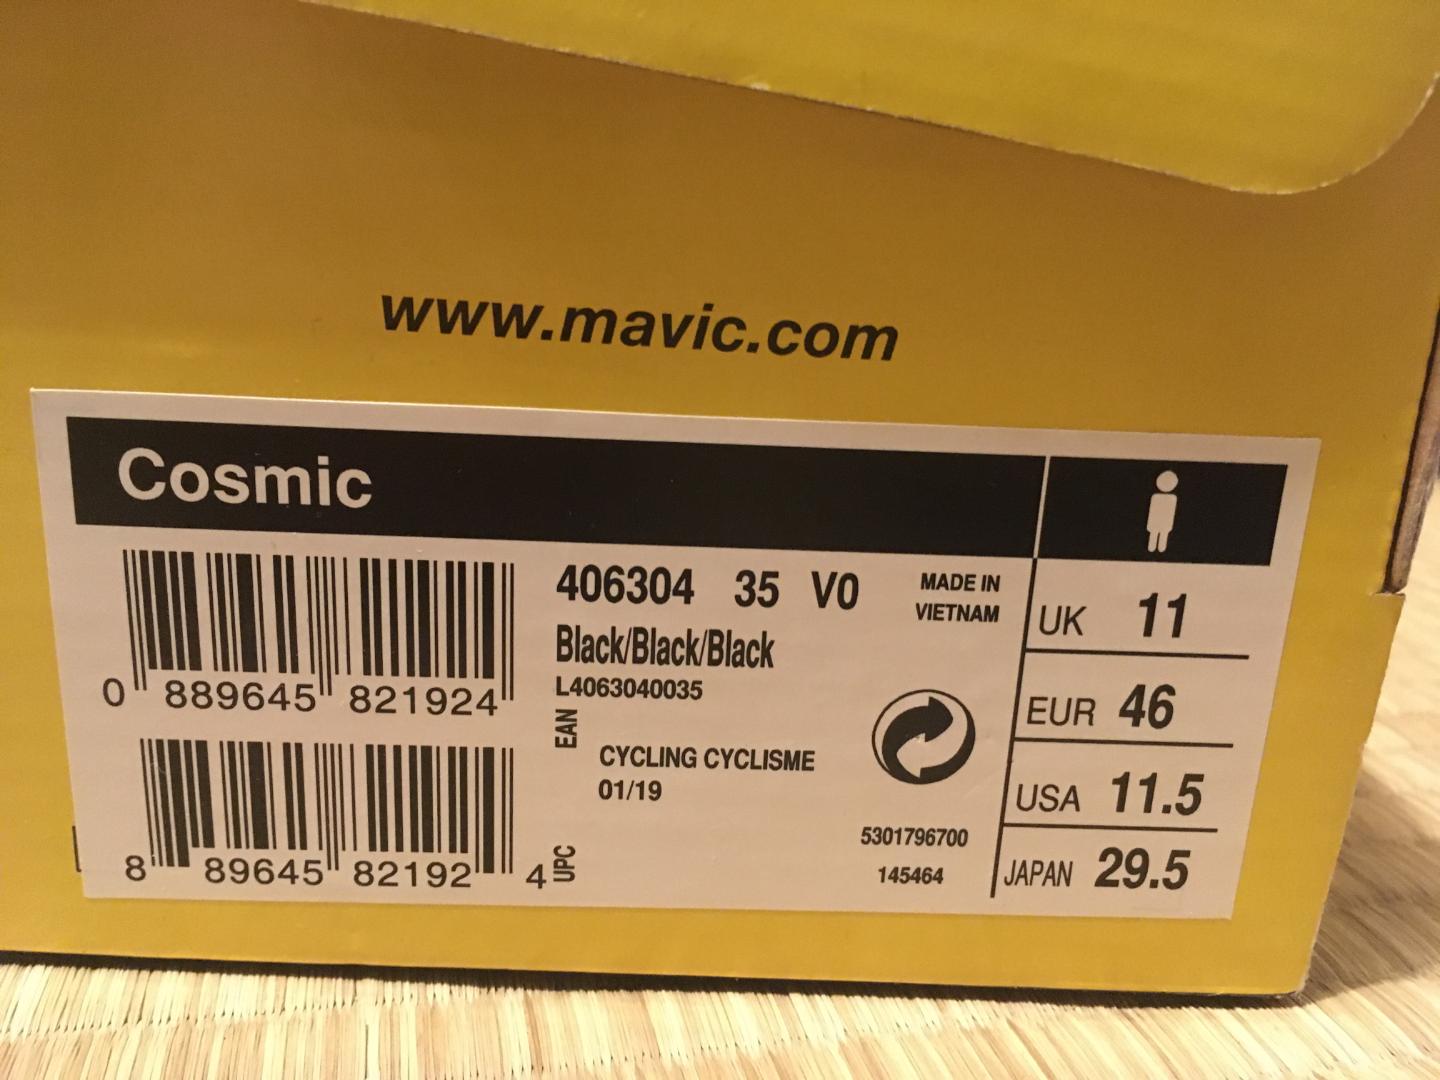 www.mavic.com
Cosmic
406304 35 V0
MADE IN
VIETNAM
Black/Black/Black
L4063040035
0 889645 821924
EAN
CYCLING CYCLISME
01/19
8 89645 82192 4
UPC
5301796700
145464
UK 11
EUR 46
USA 11.5
JAPAN 29.5